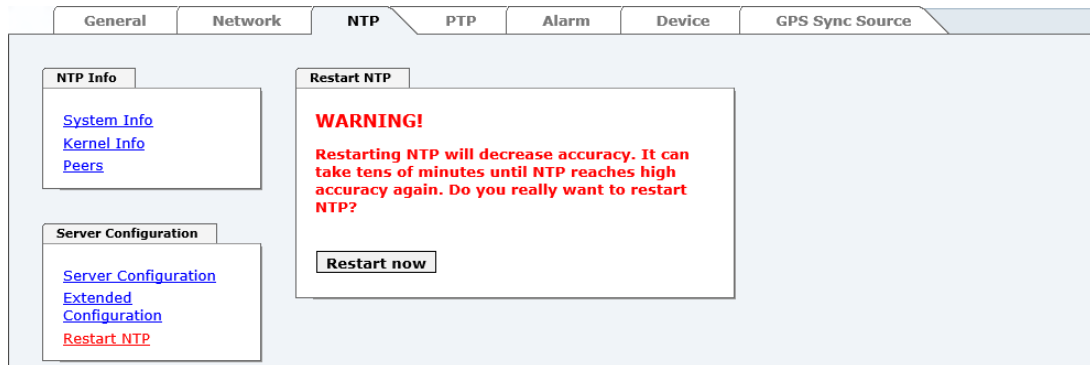 General Network NTP PTP Alarm Device GPS Sync Source
NTP Info
System Info
Kernel Info
Peers
Server Configuration
Server Configuration
Extended
Configuration
Restart NTP
Restart NTP
WARNING!
Restarting NTP will decrease accuracy. It can
take tens of minutes until NTP reaches high
accuracy again. Do you really want to restart
NTP?
Restart now